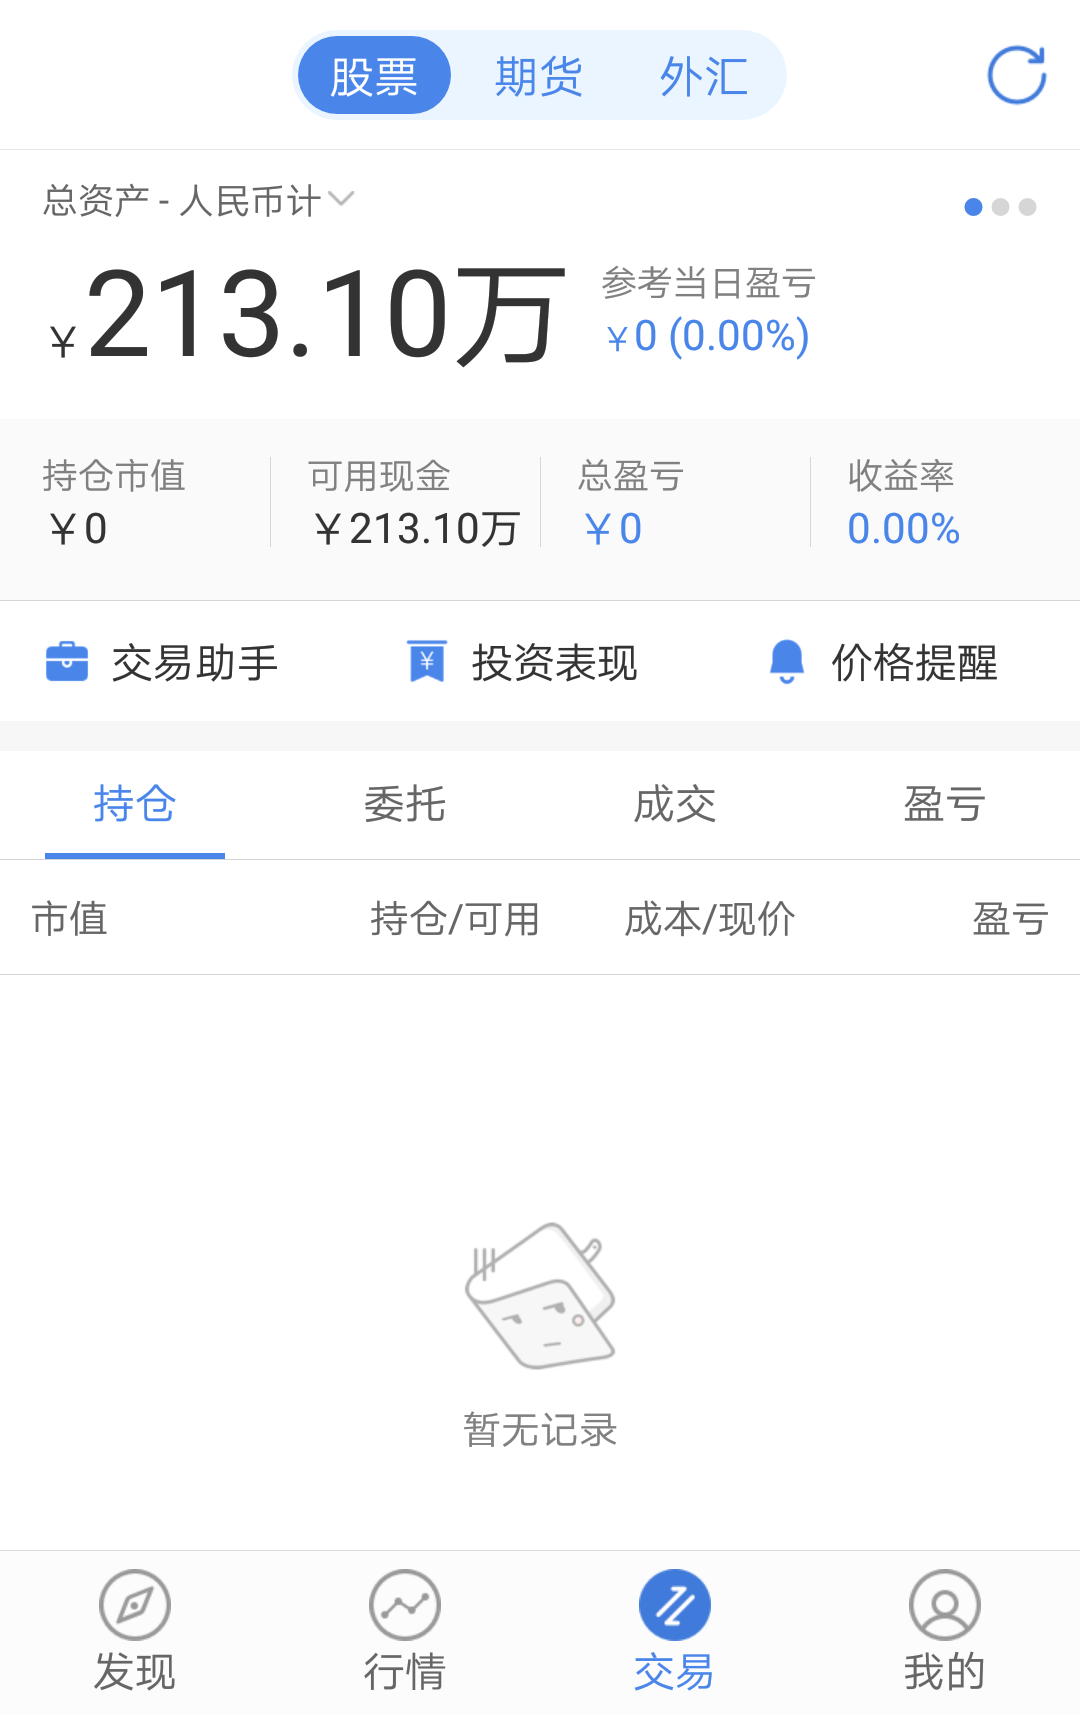 股票 期货 外汇
总资产 - 人民币计
¥213.10万
参考当日盈亏
¥0 (0.00%)
持仓市值 可用现金 总盈亏 收益率
¥0 ¥213.10万 ¥0 0.00%
交易助手 ¥ 投资表现 价格提醒
持仓 委托 成交 盈亏
市值 持仓/可用 成本/现价 盈亏
暂无记录
发现 行情 交易 我的